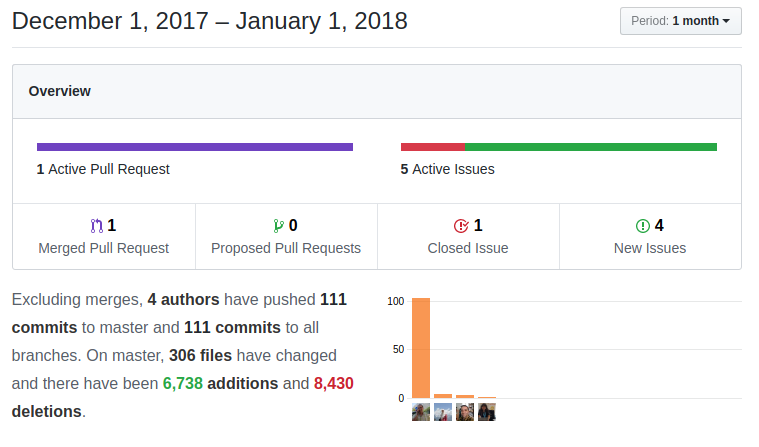 December 1, 2017 – January 1, 2018
Period: 1 month
Overview
1 Active Pull Request
5 Active Issues
1
Merged Pull Request
0
Proposed Pull Requests
1
Closed Issue
4
New Issues
Excluding merges, 4 authors have pushed 111
commits to master and 111 commits to all
branches. On master, 306 files have changed
and there have been 6,738 additions and 8,430
deletions.
100
50
0